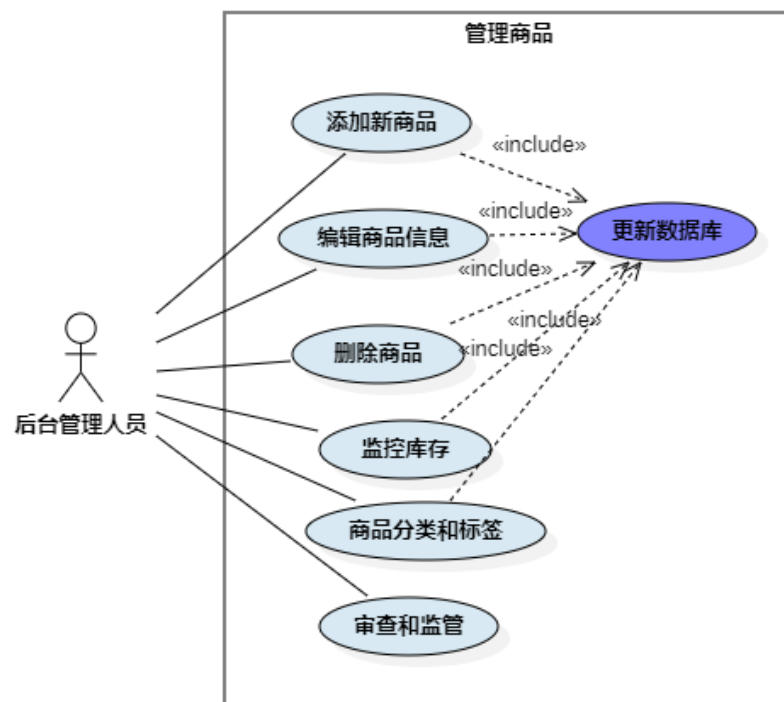 管理商品
添加新商品
«include»
编辑商品信息
«include»
更新数据库
«include»
删除商品
«include»
«include»
后台管理人员
监控库存
商品分类和标签
审查和监管